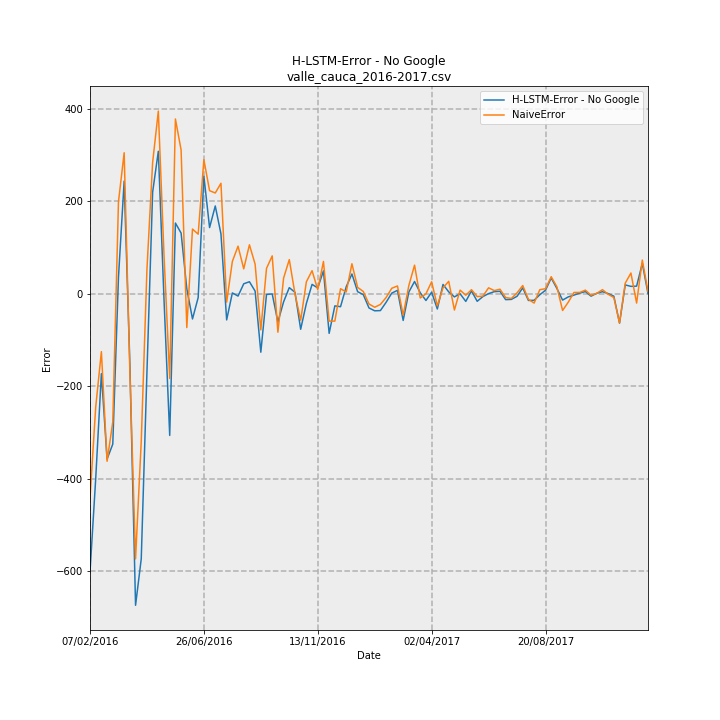 H-LSTM-Error - No Google
valle_cauca_2016-2017.csv
H-LSTM-Error - No Google
NaiveError
400
200
0
−200
−400
−600
Error
07/02/2016
26/06/2016
13/11/2016
02/04/2017
20/08/2017
Date